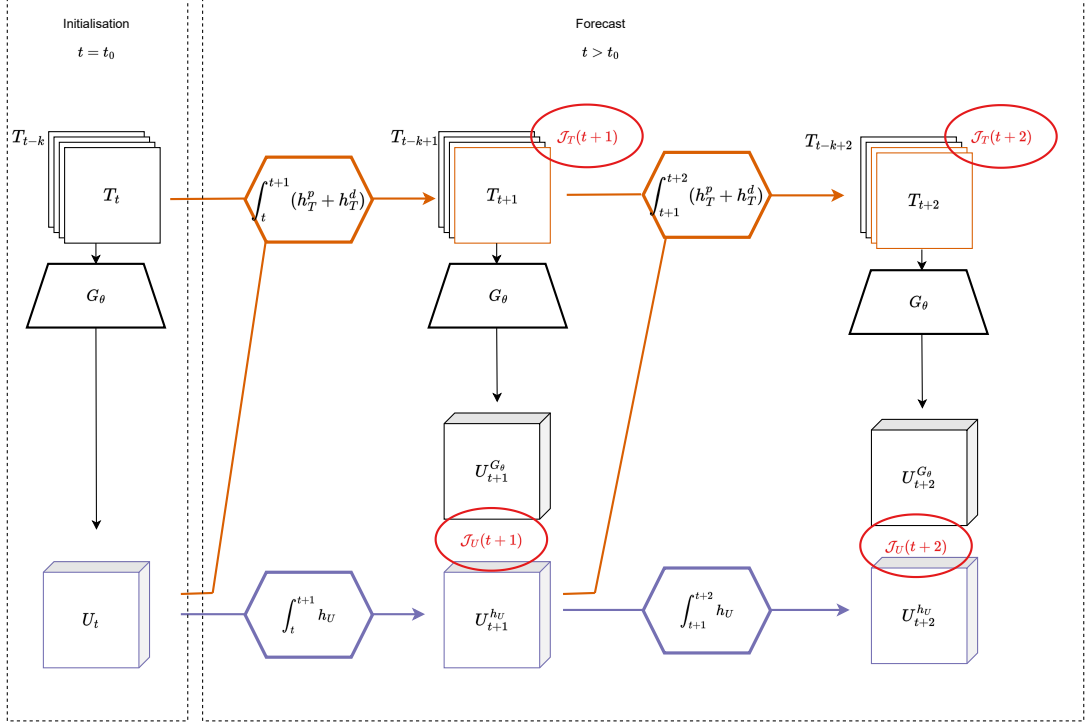 Initialisation
t = t₀
Forecast
t > t₀
T_{t−k}
T_t
∫_t^{t+1} (h_T^p + h_T^d)
T_{t−k+1}
𝒥_T(t + 1)
T_{t+1}
∫_{t+1}^{t+2} (h_T^p + h_T^d)
T_{t−k+2}
𝒥_T(t + 2)
T_{t+2}
G_θ
G_θ
G_θ
U_{t+1}^{G_θ}
U_{t+2}^{G_θ}
𝒥_U(t + 1)
𝒥_U(t + 2)
U_t
∫_t^{t+1} h_U
U_{t+1}^{h_U}
∫_{t+1}^{t+2} h_U
U_{t+2}^{h_U}